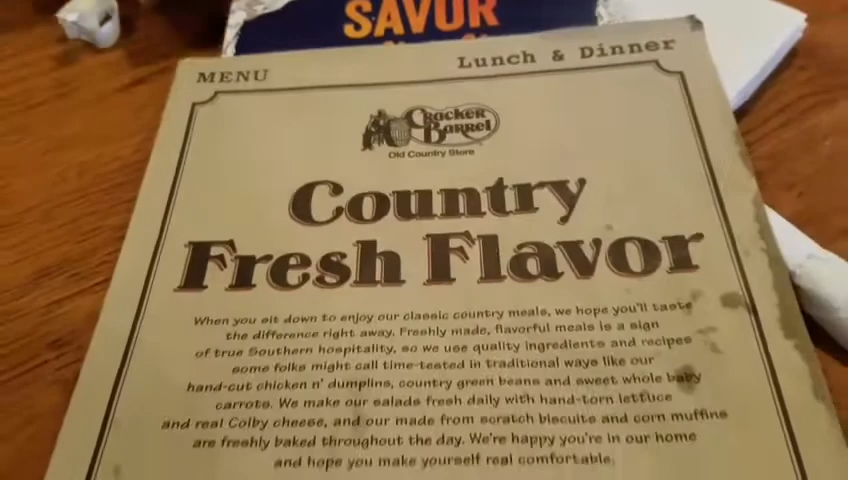 SAVOR
MENU
Lunch & Dinner
Cracker
Barrel
Old Country Store
Country
Fresh Flavor
When you sit down to enjoy our classic country meals, we hope you'll taste
the difference right away. Freshly made, flavorful meals is a sign
of true Southern hospitality, so we use quality ingredients and recipes
some folks might call time-tested in traditional ways like our
hand-cut chicken n' dumplins, country green beans and sweet whole baby
carrots. We make our salads fresh daily with hand-torn lettuce
and real Colby cheese, and our made from scratch biscuits and corn muffins
are freshly baked throughout the day. We're happy you're in our home
and hope you make yourself real comfortable.